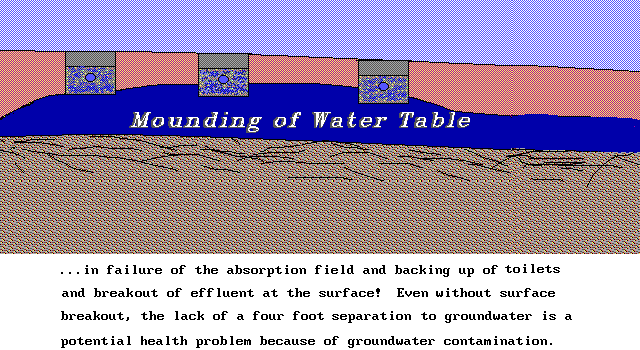 Mounding of Water Table
...in failure of the absorption field and backing up of toilets
and breakout of effluent at the surface! Even without surface
breakout, the lack of a four foot separation to groundwater is a
potential health problem because of groundwater contamination.